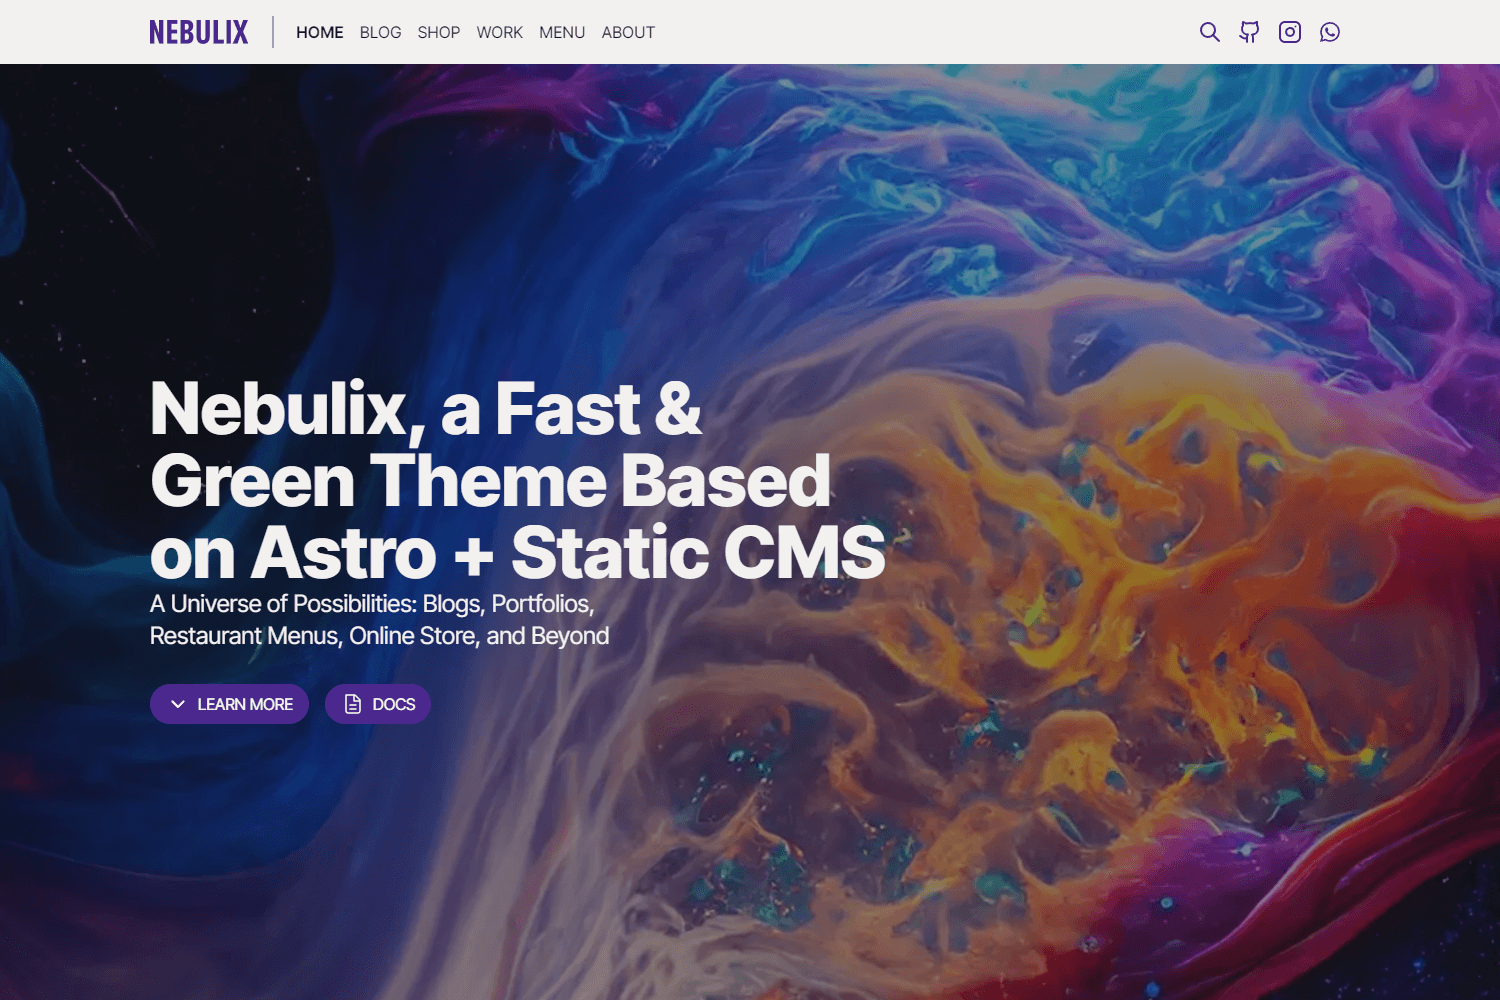 NEBULIX
HOME BLOG SHOP WORK MENU ABOUT
Nebulix, a Fast &
Green Theme Based
on Astro + Static CMS
A Universe of Possibilities: Blogs, Portfolios,
Restaurant Menus, Online Store, and Beyond
LEARN MORE DOCS